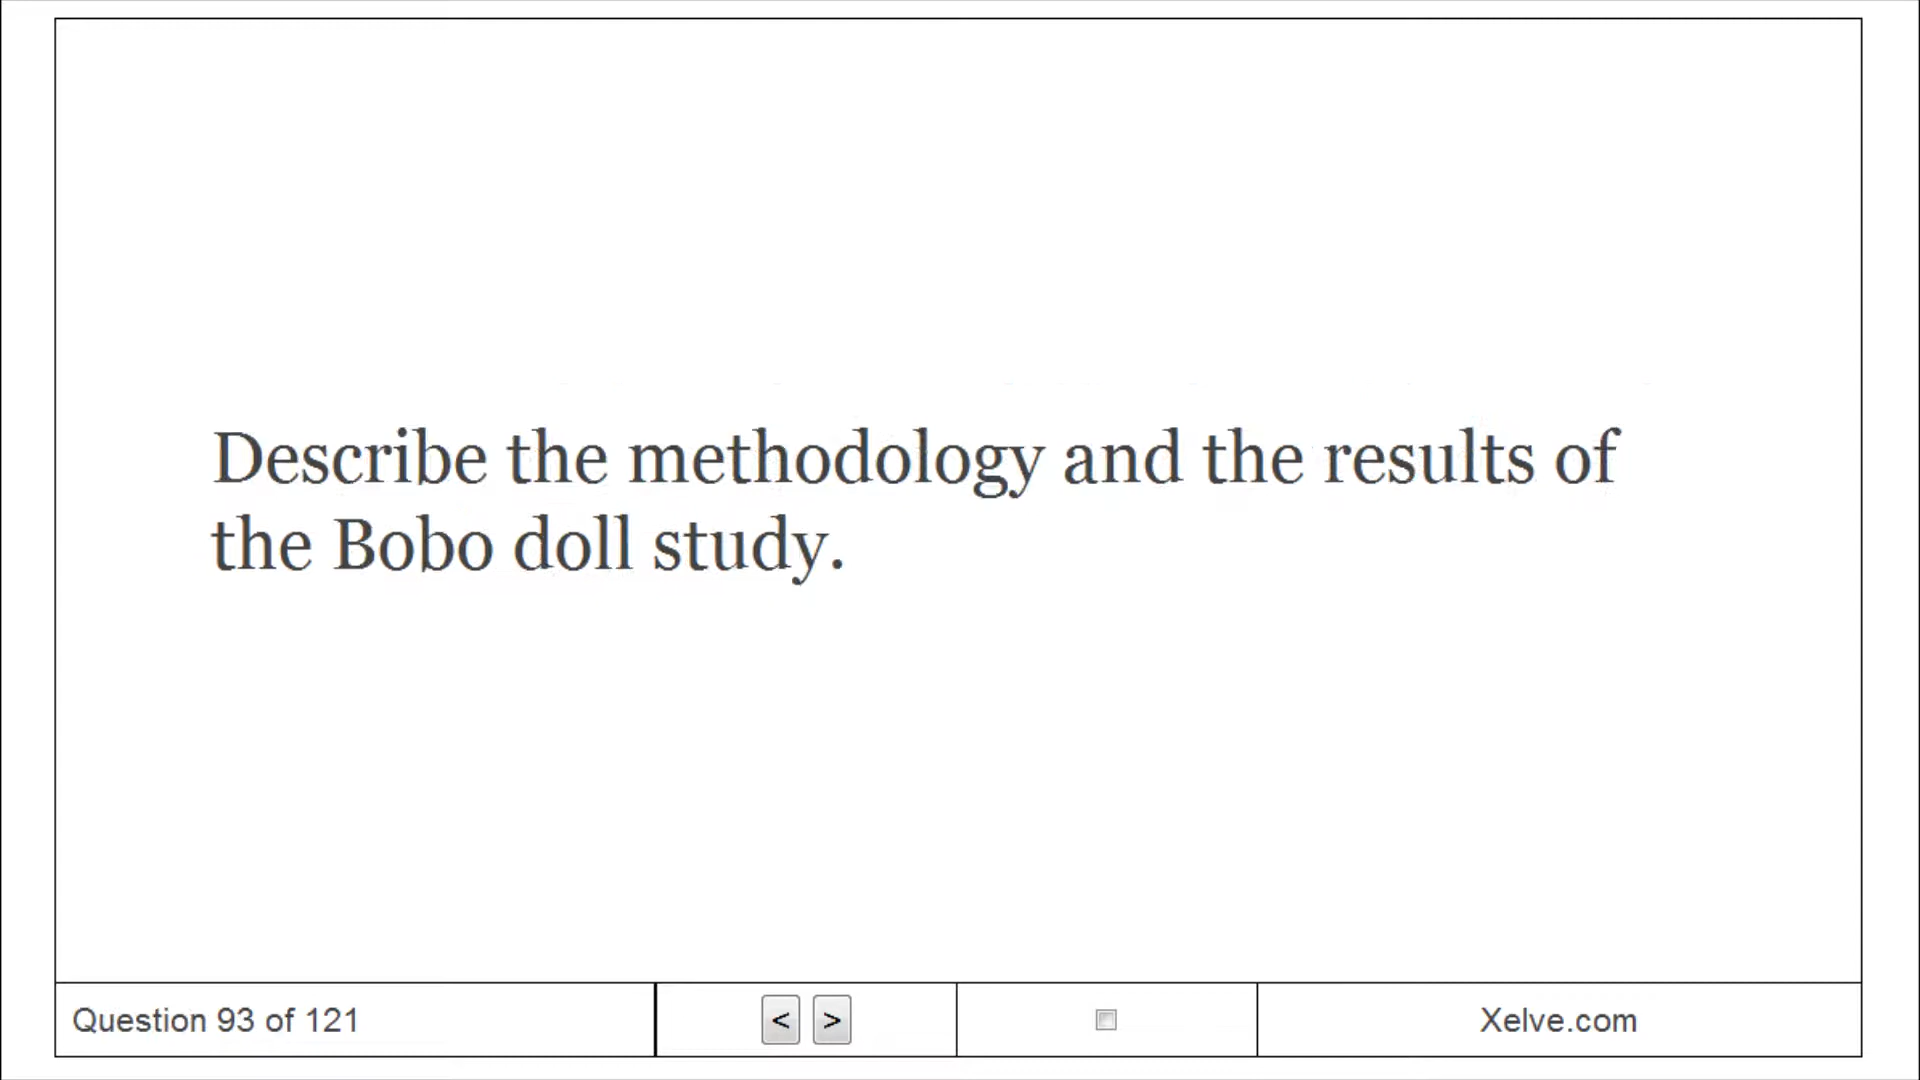 Describe the methodology and the results of
the Bobo doll study.
Question 93 of 121
< >
Xelve.com